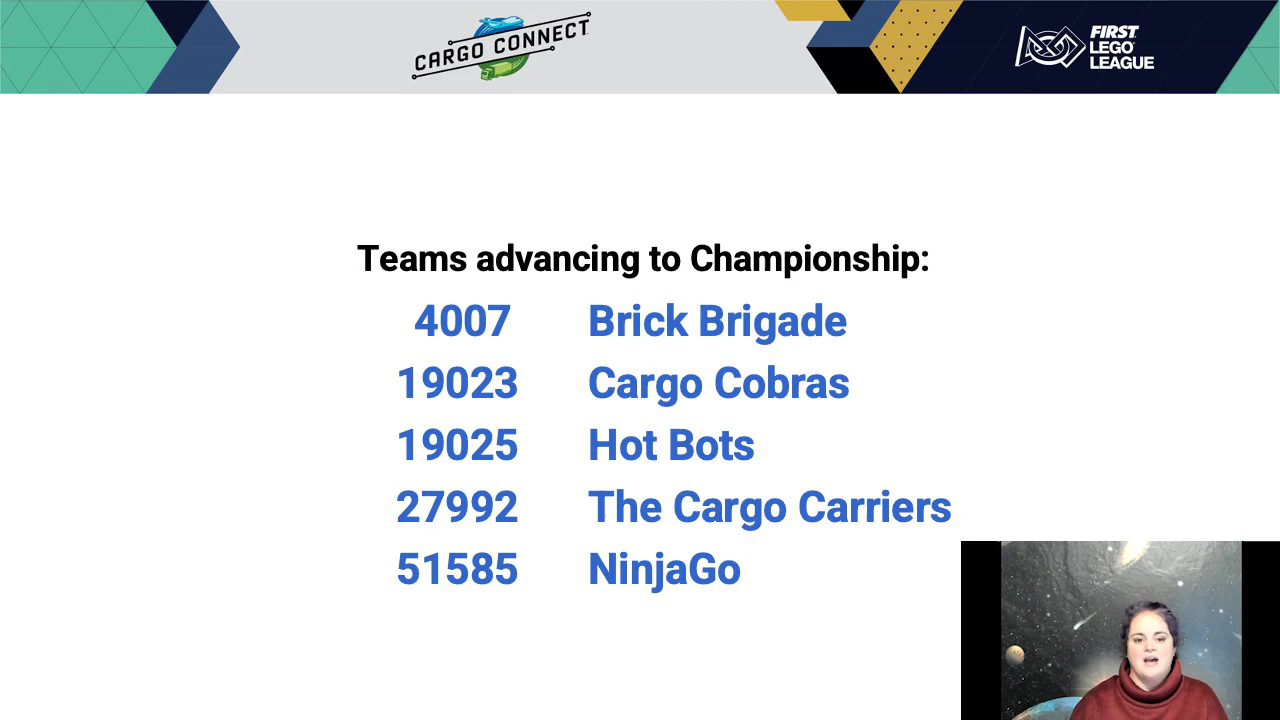 CARGO CONNECT
FIRST
LEGO
LEAGUE
Teams advancing to Championship:
4007 Brick Brigade
19023 Cargo Cobras
19025 Hot Bots
27992 The Cargo Carriers
51585 NinjaGo